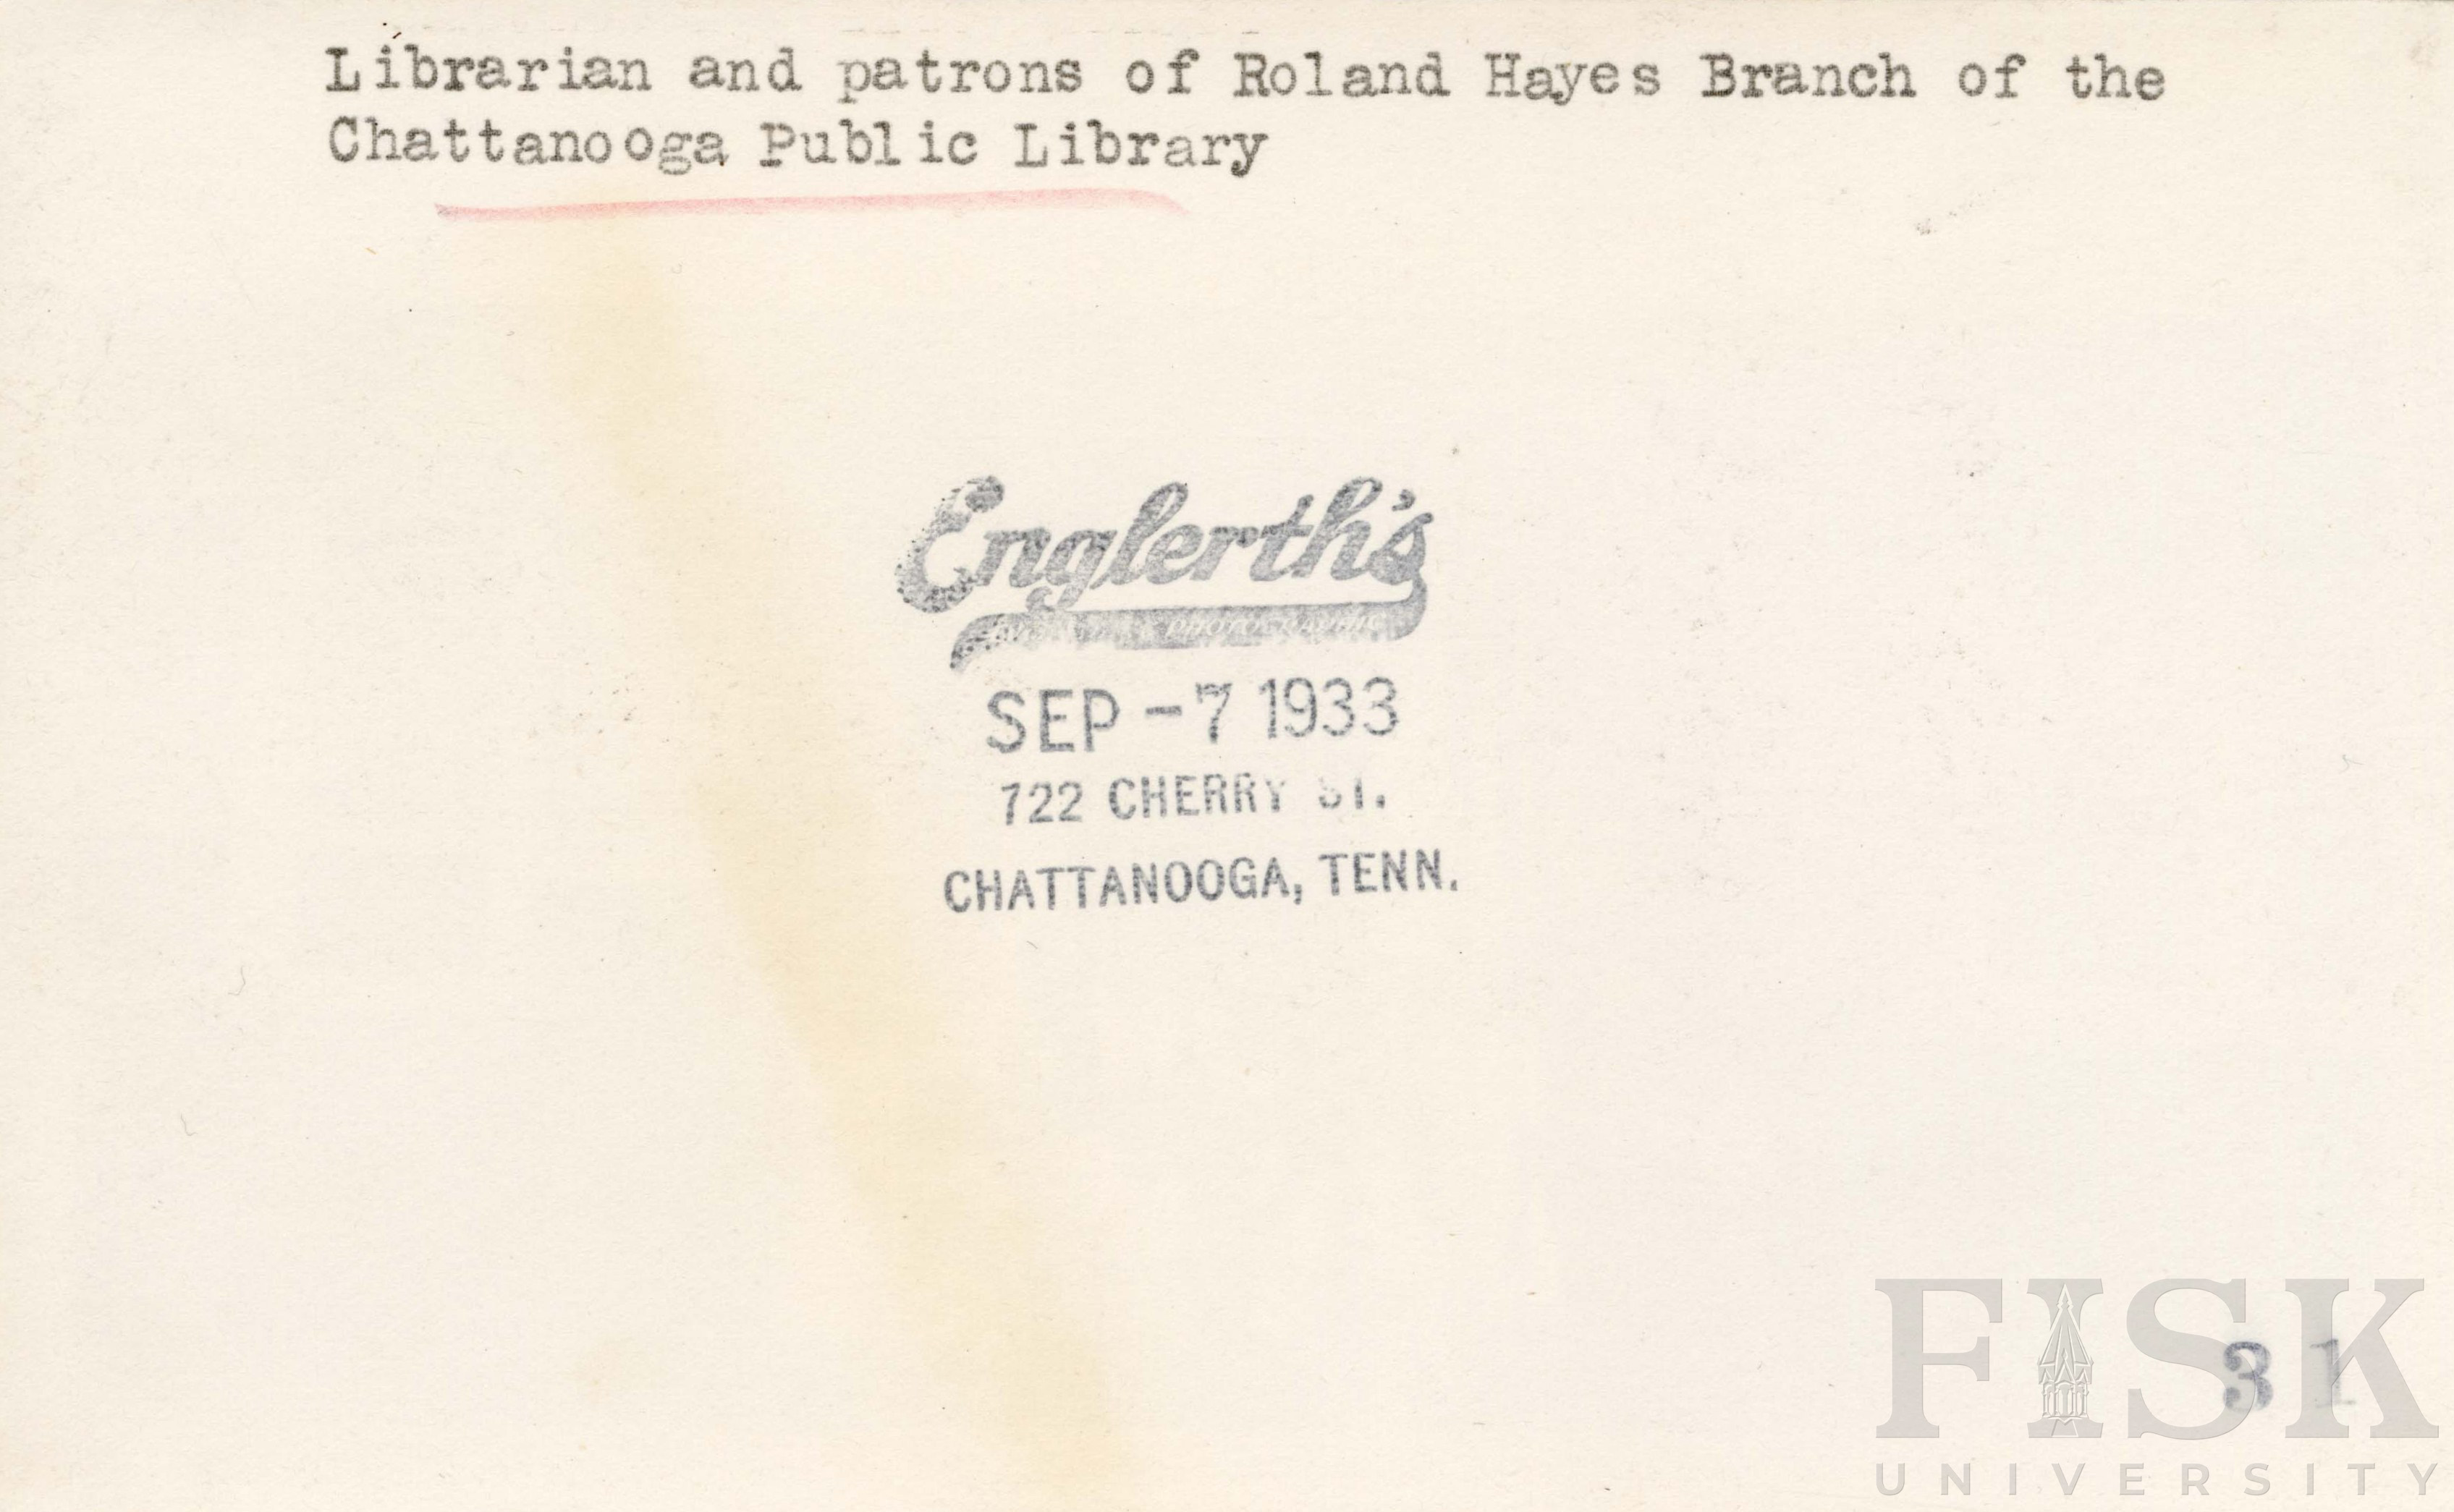 Librarian and patrons of Roland Hayes Branch of the
Chattanooga Public Library
Englerth's
SEP -7 1933
722 CHERRY ST.
CHATTANOOGA, TENN.
31
FISK
UNIVERSITY